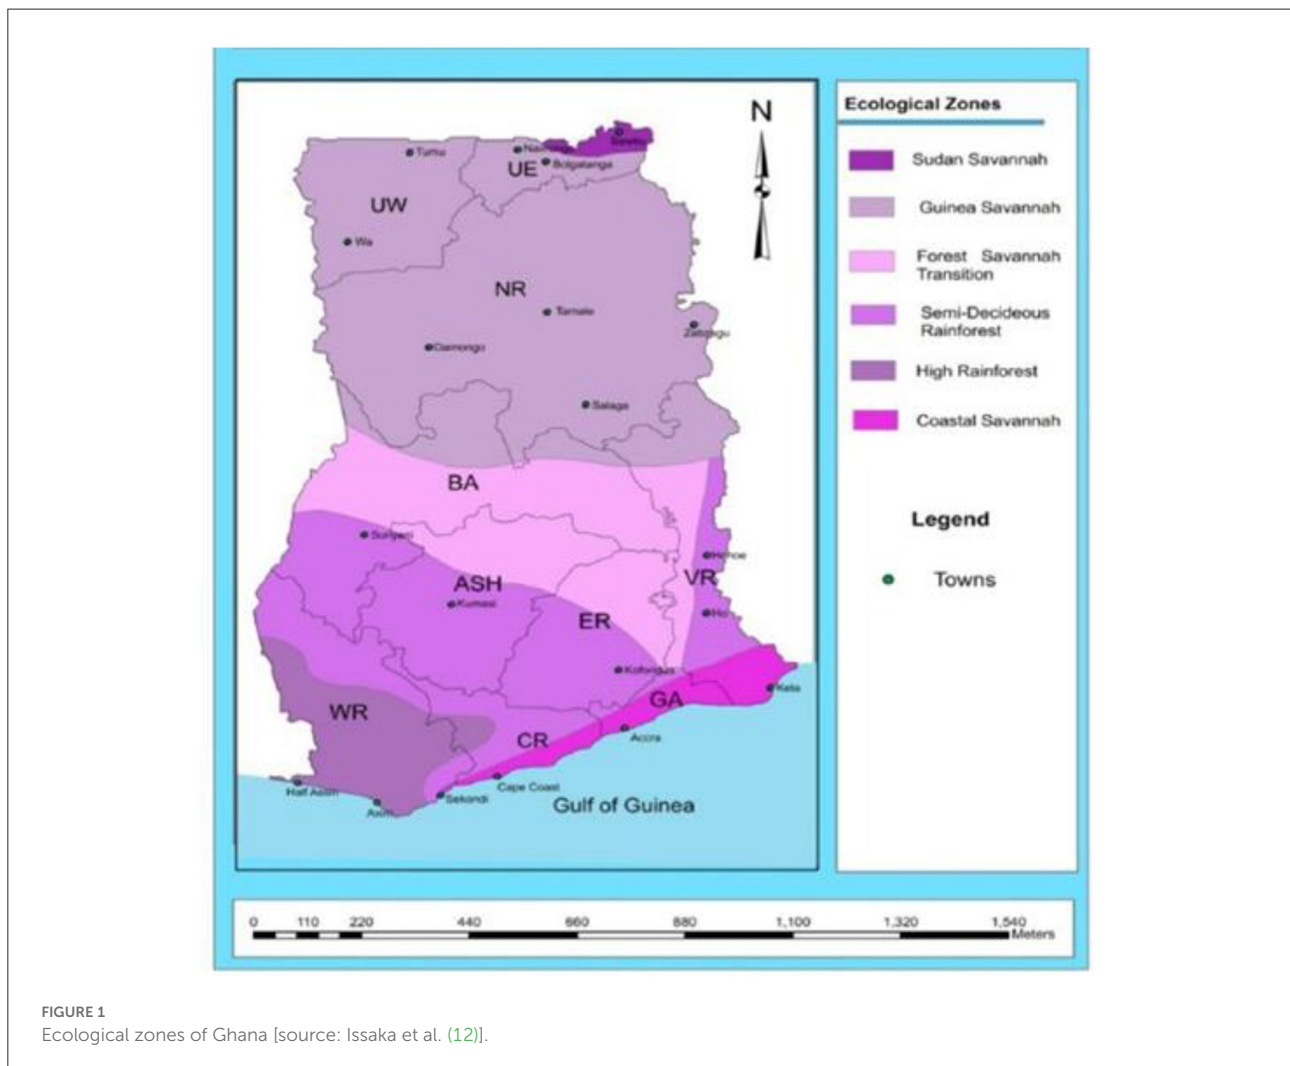 Ecological Zones
Sudan Savannah
Guinea Savannah
Forest Savannah
Transition
Semi-Decideous
Rainforest
High Rainforest
Coastal Savannah
Legend
Towns
N
Tumu
UE
Bolgatanga
UW
Wa
NR
Tamale
Damongo
Salaga
BA
Sunyani
Hohoe
VR
ASH
Kumasi
Ho
ER
Koforidua
GA
Keta
WR
CR
Accra
Cape Coast
Half Assini
Sekondi
Axim
Gulf of Guinea
0 110 220 440 660 880 1,100 1,320 1,540
Meters
FIGURE 1
Ecological zones of Ghana [source: Issaka et al. (12)].